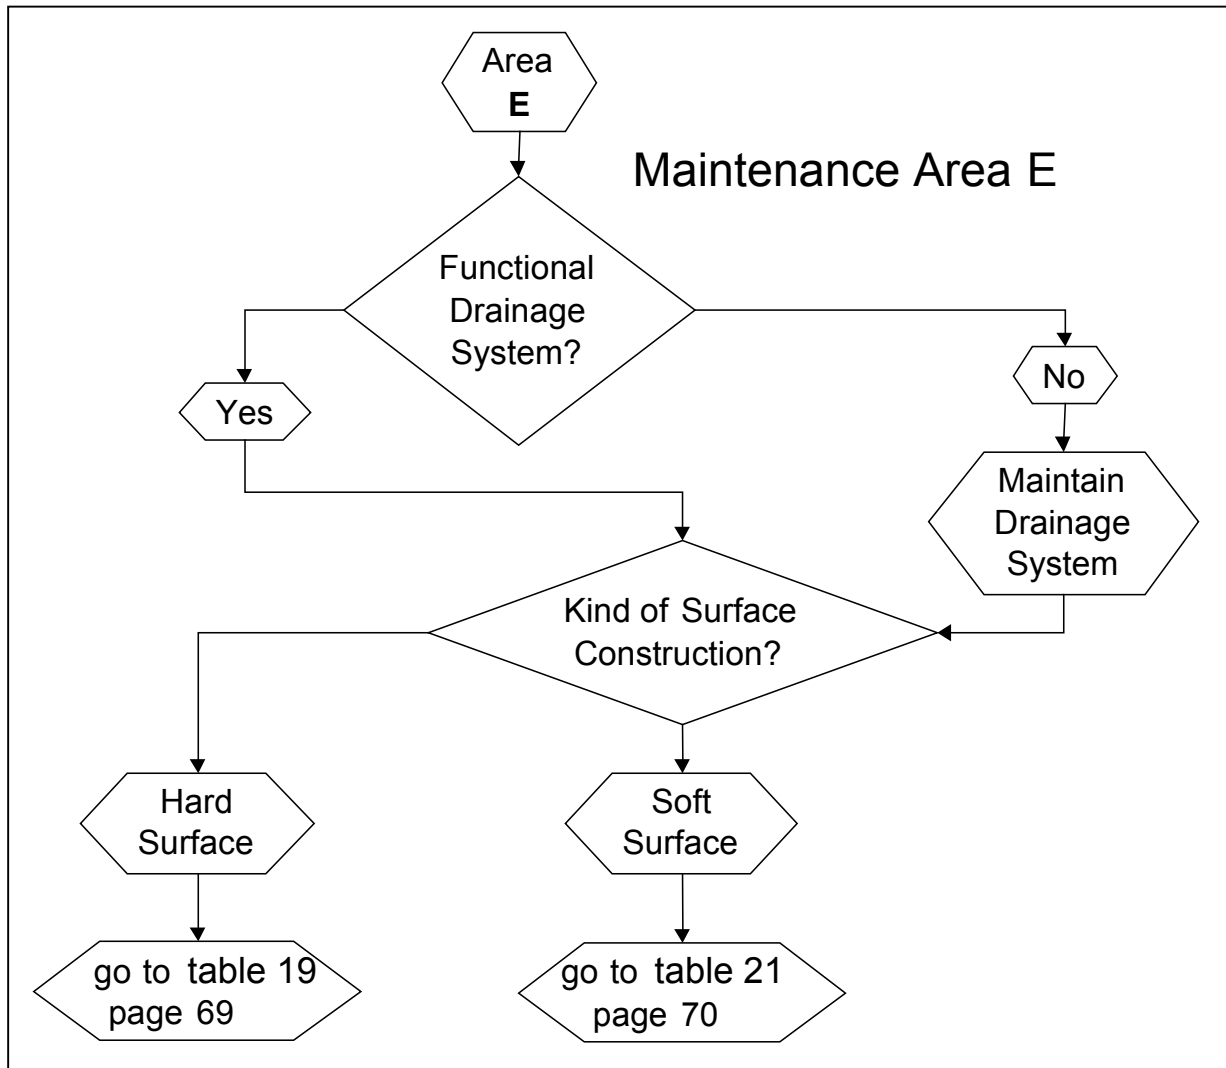 Area
E
Maintenance Area E
Functional
Drainage
System?
Yes
No
Maintain
Drainage
System
Kind of Surface
Construction?
Hard
Surface
Soft
Surface
go to table 19
page 69
go to table 21
page 70